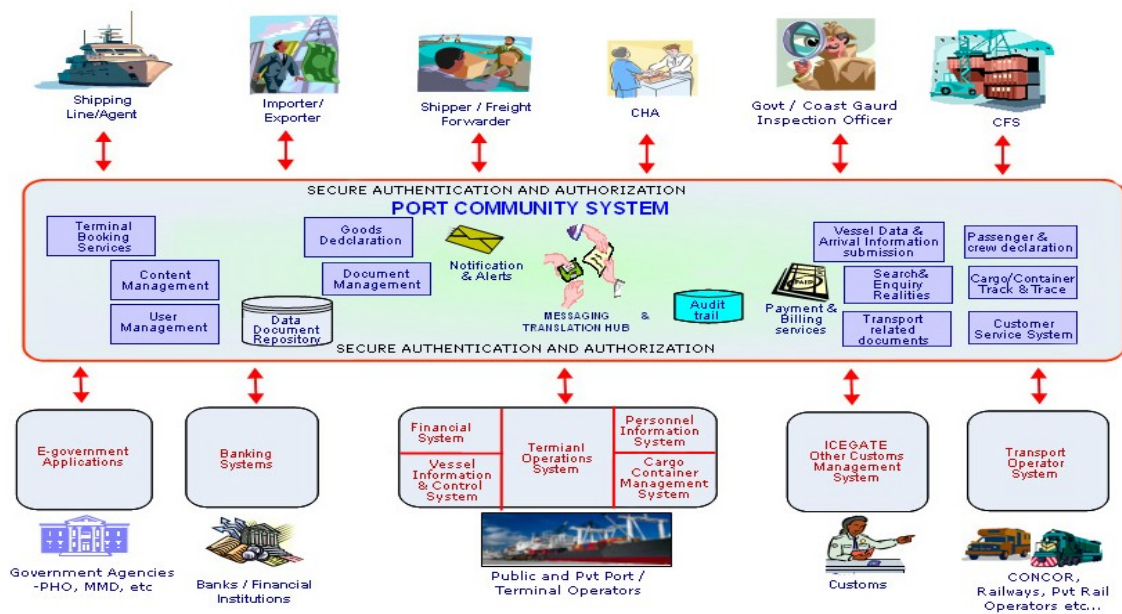 Shipping
Line/Agent
Importer/
Exporter
Shipper / Freight
Forwarder
CHA
Govt / Coast Gaurd
Inspection Officer
CFS
SECURE AUTHENTICATION AND AUTHORIZATION
PORT COMMUNITY SYSTEM
Terminal
Booking
Services
Content
Management
User
Management
Goods
Dedclaration
Document
Management
Data
Document
Repository
Notification
& Alerts
MESSAGING &
TRANSLATION HUB
Audit
trail
PAID
Payment &
Billing
services
Vessel Data &
Arrival Information
submission
Search&
Enquiry
Realities
Transport
related
documents
Passenger &
crew declaration
Cargo/Container
Track & Trace
Customer
Service System
SECURE AUTHENTICATION AND AUTHORIZATION
E-government
Applications
Banking
Systems
Financial
System
Vessel
Information
& Control
System
Termianl
Operations
System
Personnel
Information
System
Cargo
Container
Management
System
ICEGATE
Other Customs
Management
System
Transport
Operator
System
Government Agencies
-PHO, MMD, etc
Banks / Financial
Institutions
Public and Pvt Port /
Terminal Operators
Customs
CONCOR,
Railways, Pvt Rail
Operators etc...